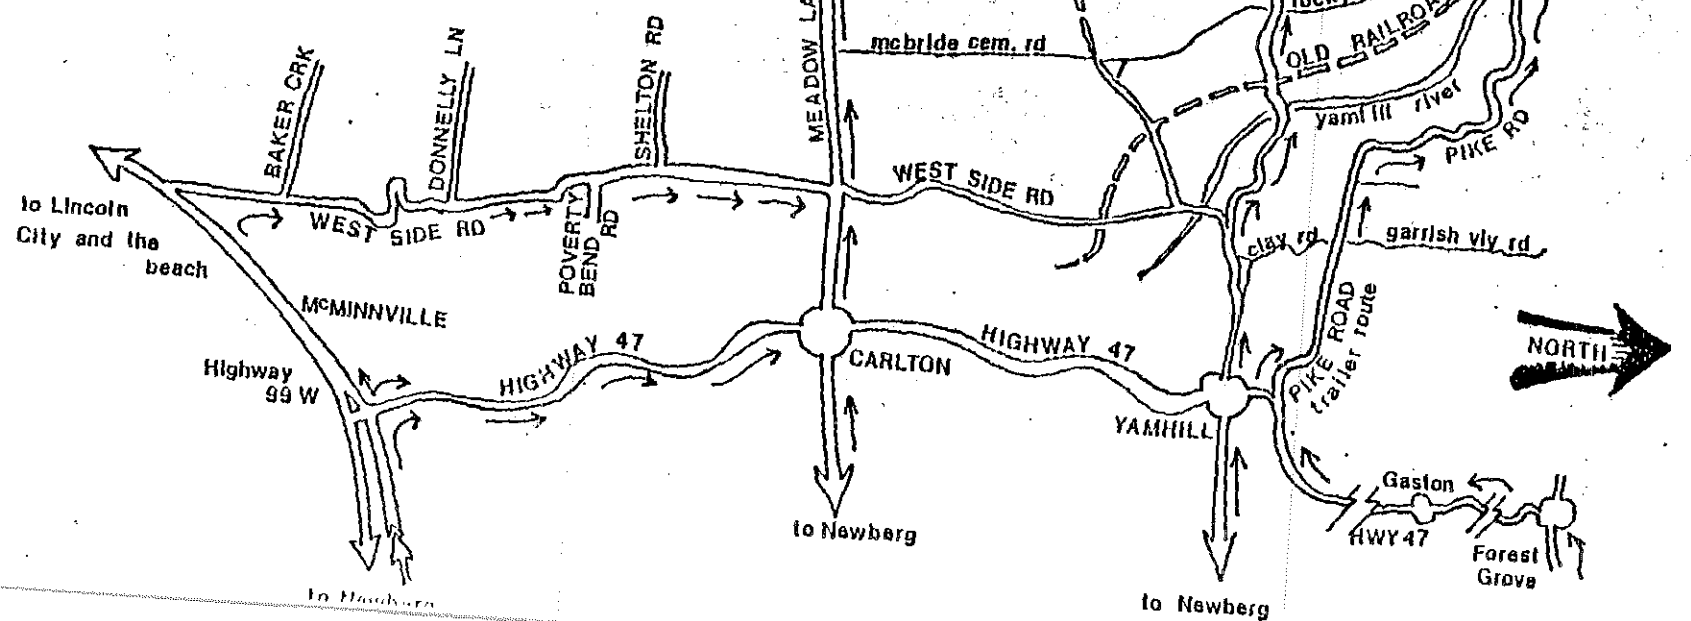 mcbride cem. rd
MEADOW LA
OLD RAILROA
yamhill river
PIKE RD
BAKER CRK
DONNELLY LN
SHELTON RD
WEST SIDE RD
WEST SIDE RD
POVERTY
BEND RD
to Lincoln
City and the
beach
clay rd
garrish vly rd
McMINNVILLE
Highway
99 W
HIGHWAY 47
CARLTON
HIGHWAY 47
YAMHILL
PIKE ROAD
trailer route
NORTH
Gaston
HWY 47
Forest
Grove
to Newberg
to Newberg
to Newberg